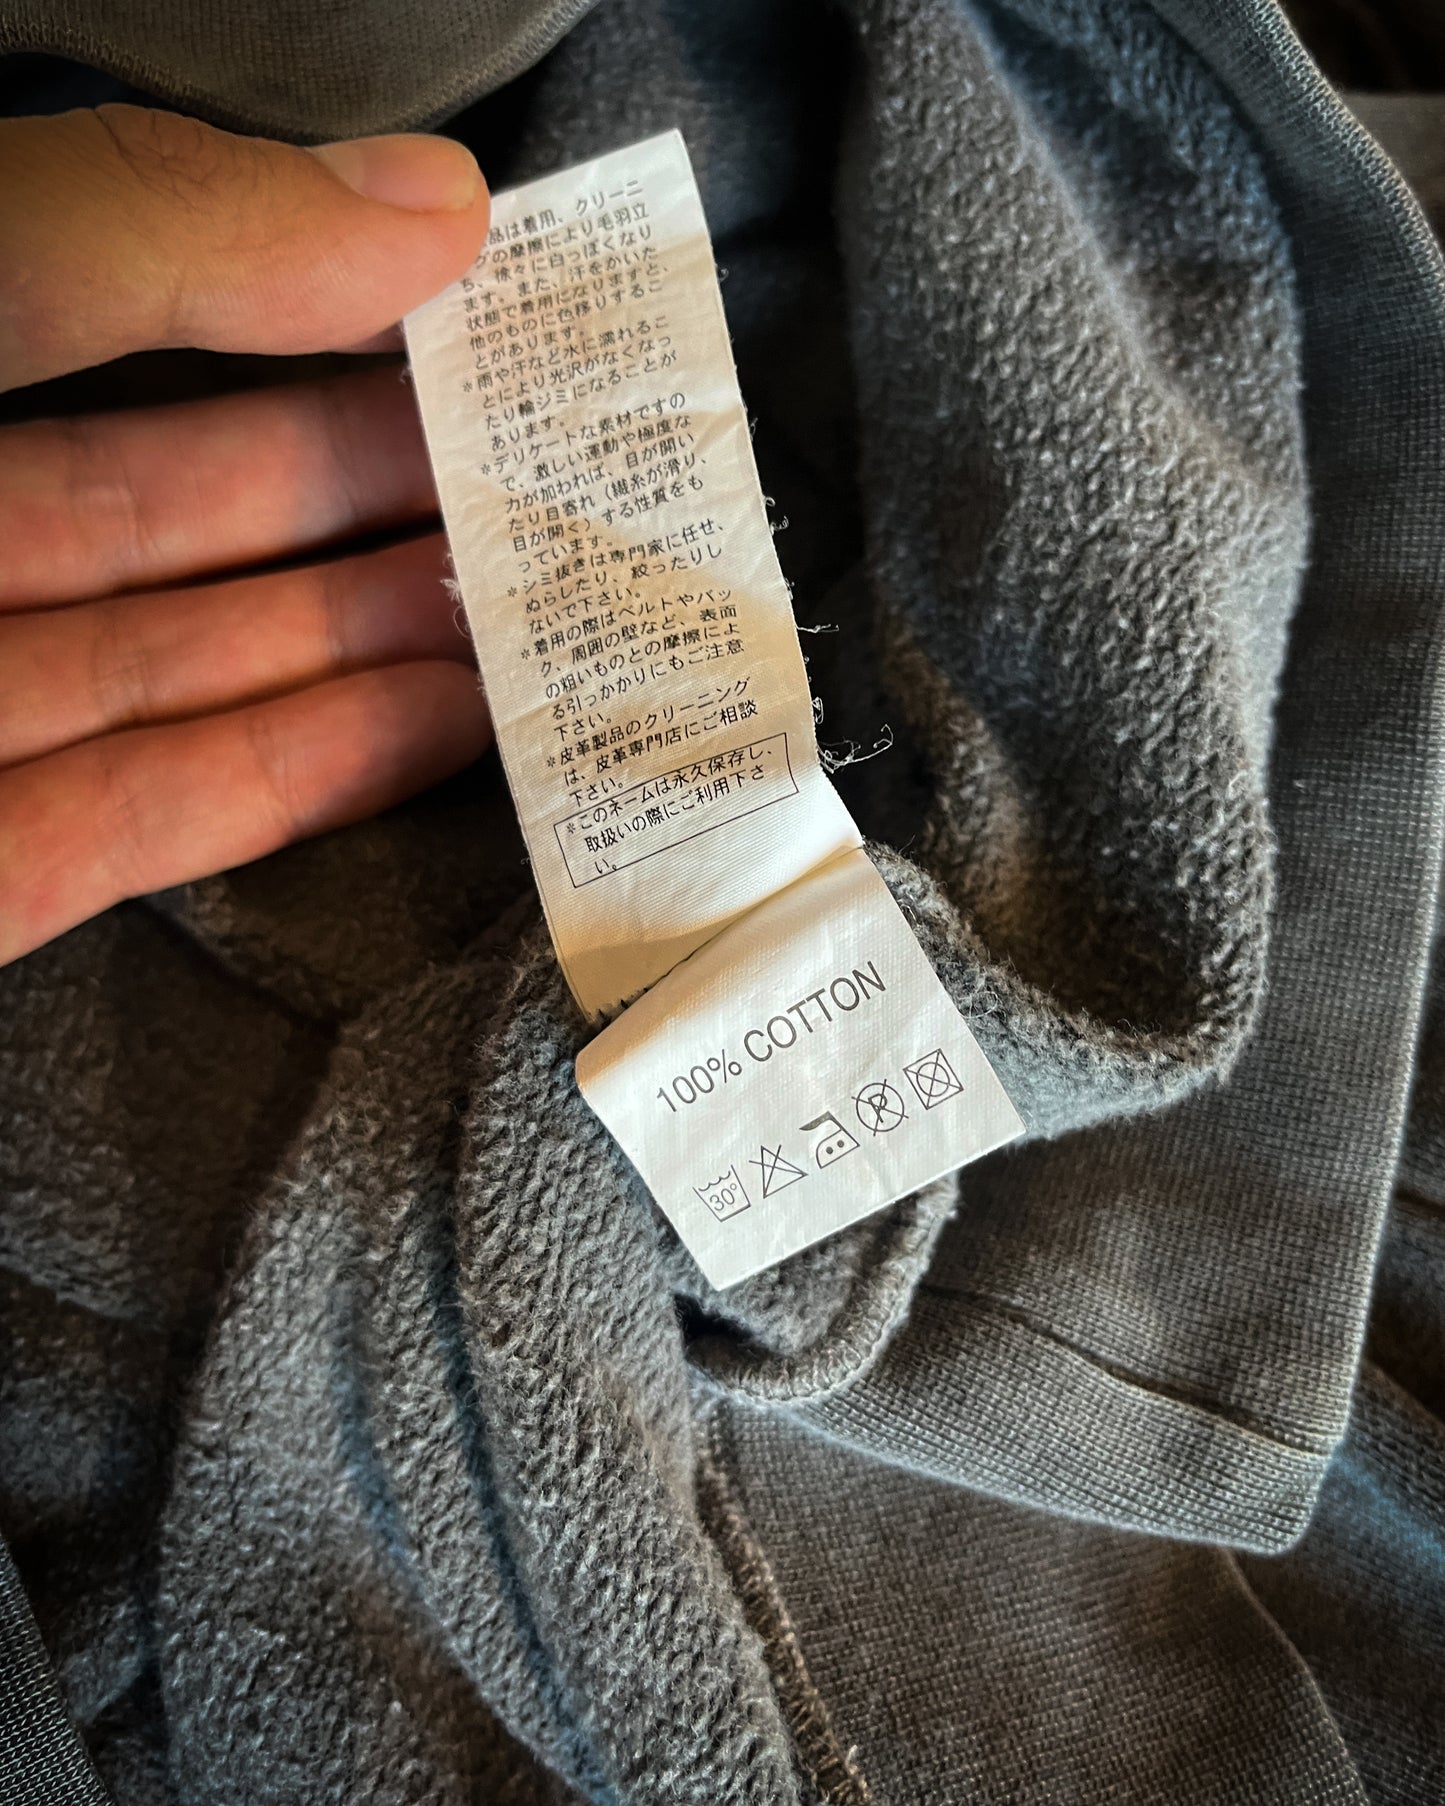 品は着用、クリーニ
グの摩擦により毛羽立
ち、徐々に白っぽくなり
ます。また、汗をかいた
状態で着用になりますと、
他のものに色移りするこ
とがあります。
*雨や汗など水に濡れるこ
とにより光沢がなくなっ
たり輪ジミになることが
あります。
*デリケートな素材ですの
で、激しい運動や極度な
力が加われば、目が開い
たり目寄れ(繊糸が滑り、
目が開く)する性質をも
っています。
*シミ抜きは専門家に任せ、
ぬらしたり、絞ったりし
ないで下さい。
*着用の際はベルトやバッ
ク、周囲の壁など、表面
の粗いものとの摩擦によ
る引っかかりにもご注意
下さい。
*皮革製品のクリーニング
は、皮革専門店にご相談
下さい。
*このネームは永久保存し、
取扱いの際にご利用下さ
い。
100% COTTON
30°
P